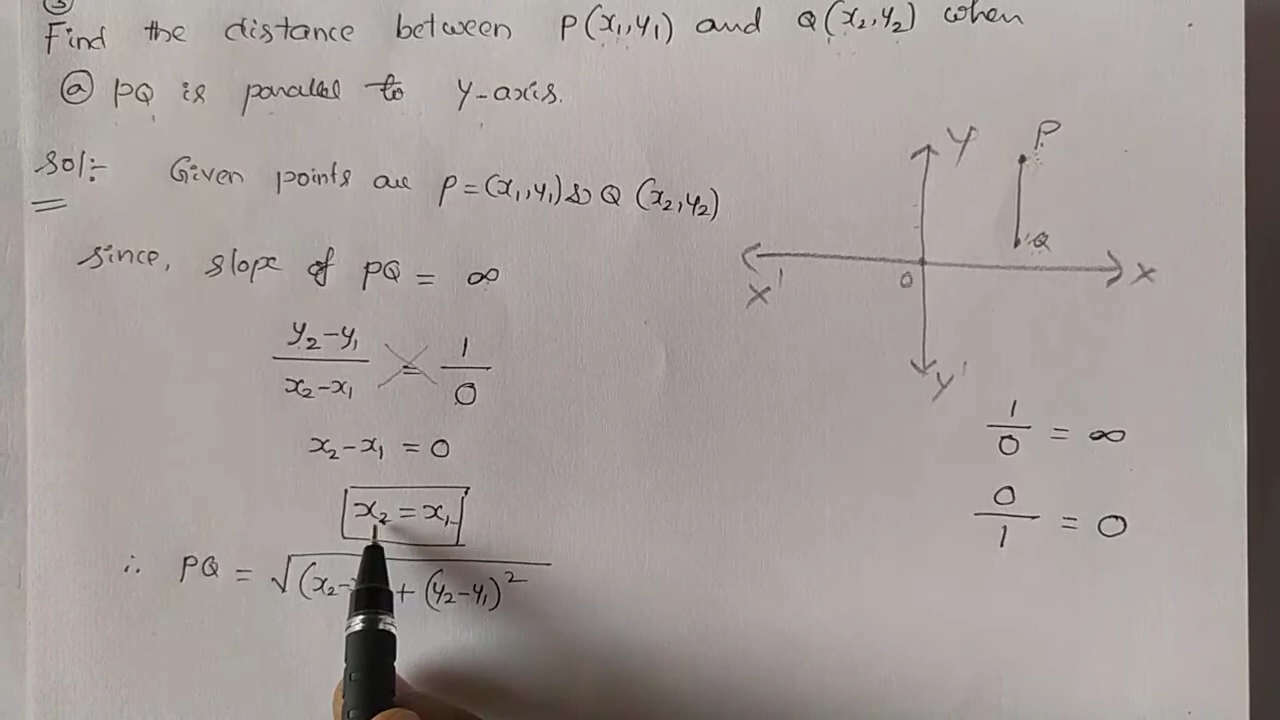 ③
Find the distance between P(x₁,y₁) and Q(x₂,y₂) when
ⓐ PQ is parallel to y-axis.
Sol:- Given points are P=(x₁,y₁) & Q (x₂,y₂)
since, slope of PQ = ∞
y₂-y₁/x₂-x₁ = 1/0
x₂-x₁ = 0
x₂ = x₁
∴ PQ = √(x₂- + (y₂-y₁)²
Y
P
Q
X'
O
X
Y'
1/0 = ∞
0/1 = 0